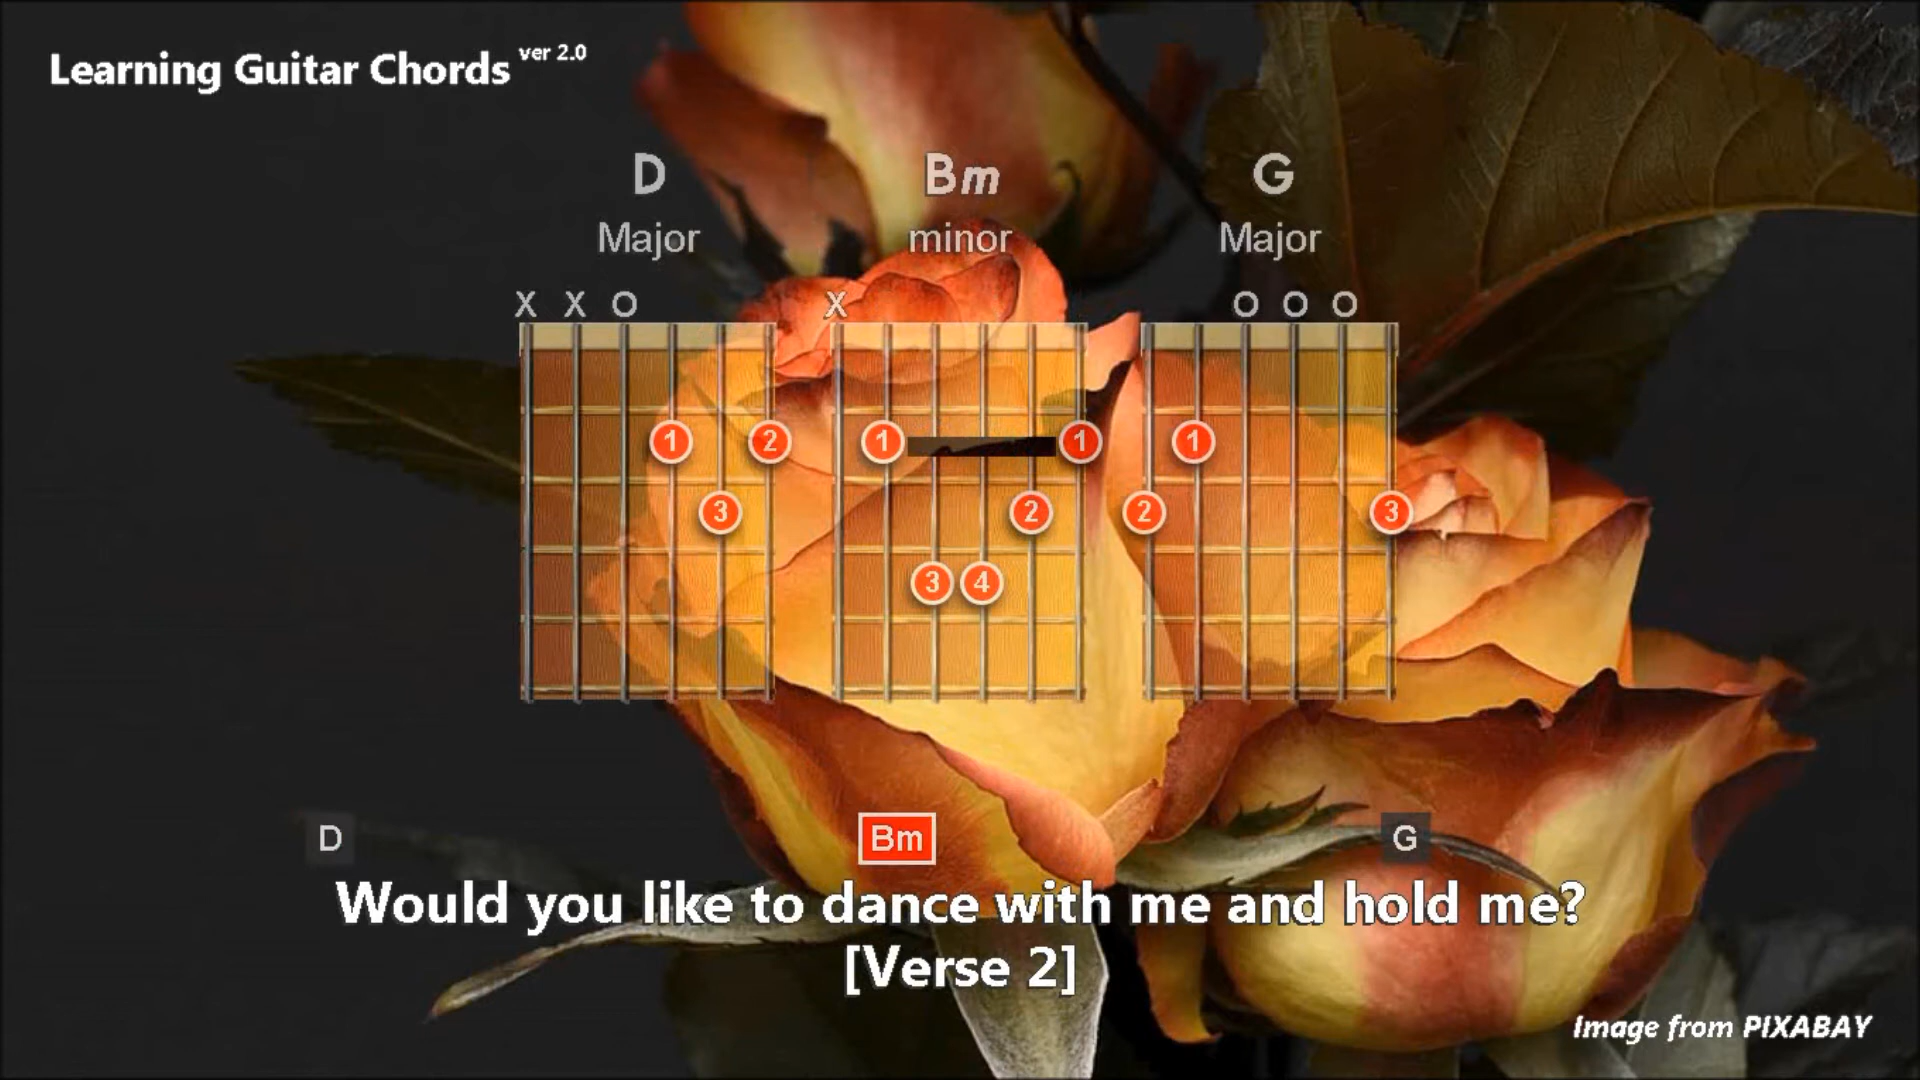 Learning Guitar Chords ver 2.0
D Bm G
Major minor Major
X X O X O O O
1 2 1 1 1
3 2 2 3
3 4
D Bm G
Would you like to dance with me and hold me?
[Verse 2]
Image from PIXABAY